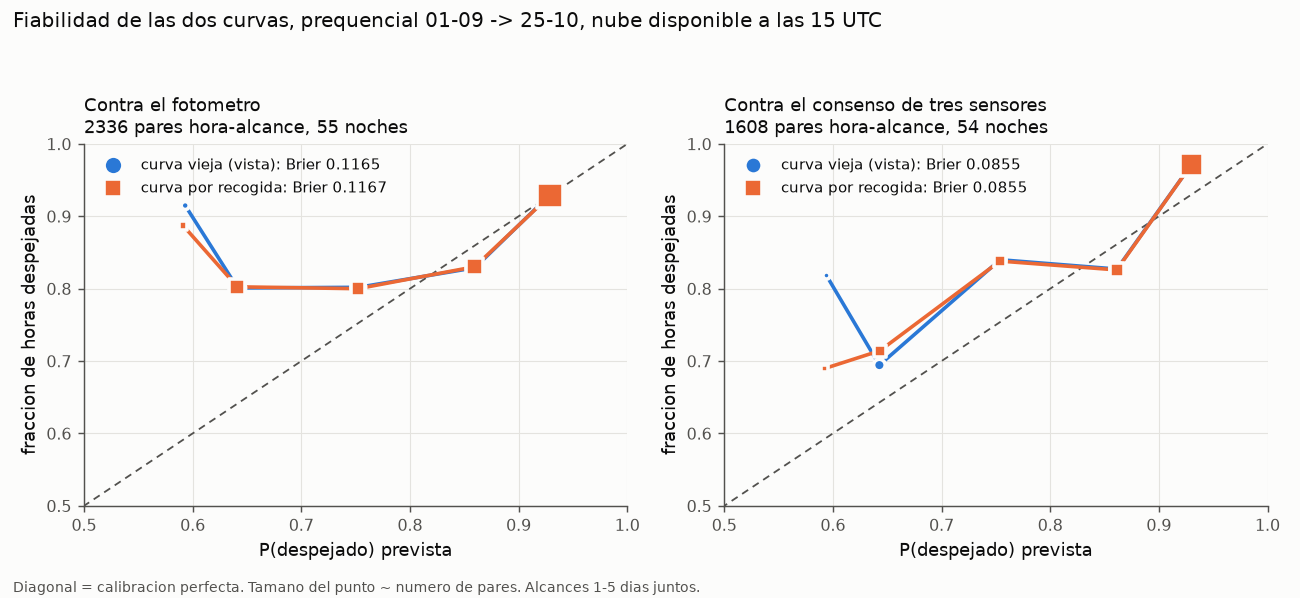 Fiabilidad de las dos curvas, prequencial 01-09 -> 25-10, nube disponible a las 15 UTC
Contra el fotometro
2336 pares hora-alcance, 55 noches
curva vieja (vista): Brier 0.1165
curva por recogida: Brier 0.1167
fraccion de horas despejadas
1.0
0.9
0.8
0.7
0.6
0.5
0.5 0.6 0.7 0.8 0.9 1.0
P(despejado) prevista
Contra el consenso de tres sensores
1608 pares hora-alcance, 54 noches
curva vieja (vista): Brier 0.0855
curva por recogida: Brier 0.0855
fraccion de horas despejadas
1.0
0.9
0.8
0.7
0.6
0.5
0.5 0.6 0.7 0.8 0.9 1.0
P(despejado) prevista
Diagonal = calibracion perfecta. Tamano del punto ~ numero de pares. Alcances 1-5 dias juntos.